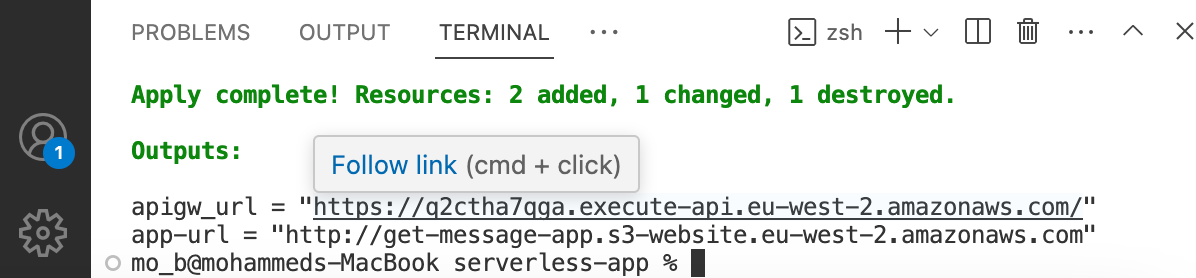 PROBLEMS OUTPUT TERMINAL ··· zsh ···
Apply complete! Resources: 2 added, 1 changed, 1 destroyed.
Outputs:
Follow link (cmd + click)
apigw_url = "https://q2ctha7qga.execute-api.eu-west-2.amazonaws.com/"
app-url = "http://get-message-app.s3-website.eu-west-2.amazonaws.com"
mo_b@mohammeds-MacBook serverless-app %
1